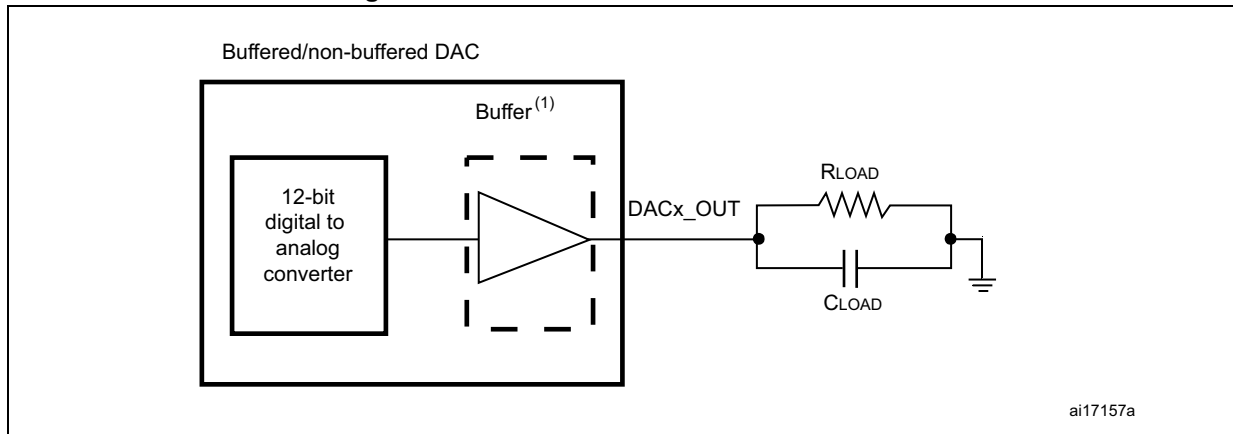 Buffered/non-buffered DAC
Buffer(1)
12-bit
digital to
analog
converter
DACx_OUT
RLOAD
CLOAD
ai17157a